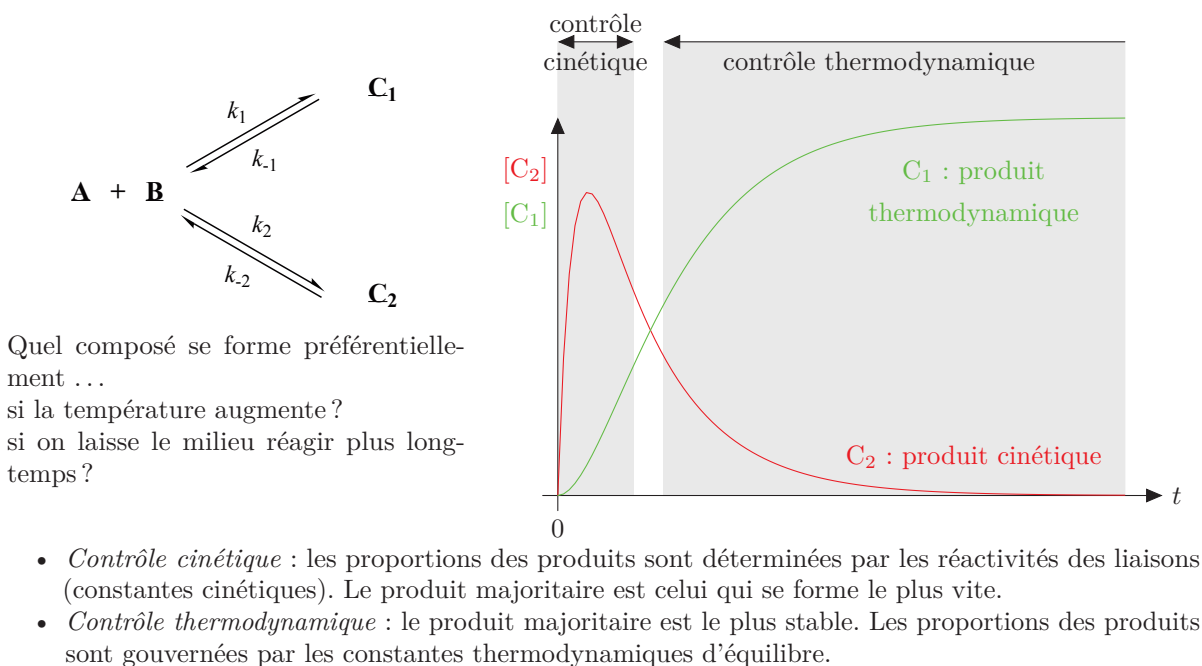 contrôle
cinétique
contrôle thermodynamique
C1
k1
k-1
A + B
k2
k-2
C2
[C2]
[C1]
C1 : produit
thermodynamique
C2 : produit cinétique
t
0
Quel composé se forme préférentielle-
ment ...
si la température augmente ?
si on laisse le milieu réagir plus long-
temps ?
• Contrôle cinétique : les proportions des produits sont déterminées par les réactivités des liaisons
(constantes cinétiques). Le produit majoritaire est celui qui se forme le plus vite.
• Contrôle thermodynamique : le produit majoritaire est le plus stable. Les proportions des produits
sont gouvernées par les constantes thermodynamiques d'équilibre.